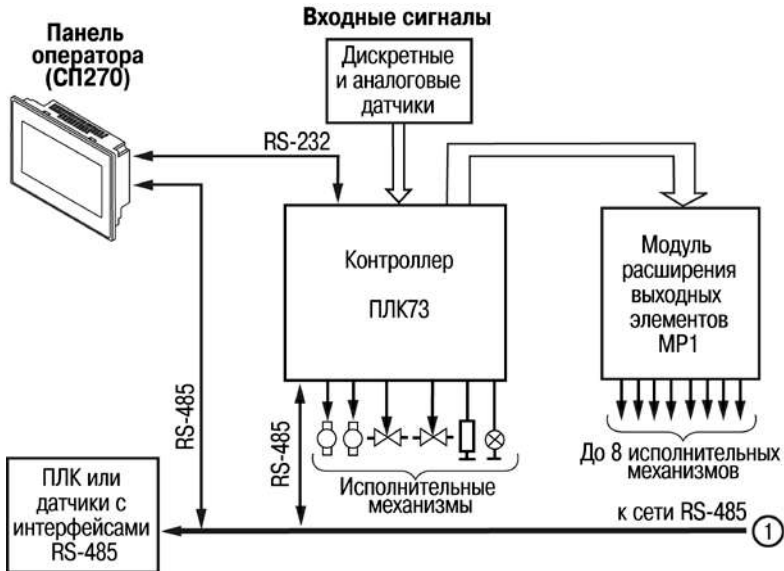 Входные сигналы
Панель
оператора
(СП270)
Дискретные
и аналоговые
датчики
RS-232
Контроллер
ПЛК73
Модуль
расширения
выходных
элементов
МР1
RS-485
RS-485
До 8 исполнительных
механизмов
Исполнительные
механизмы
ПЛК или
датчики с
интерфейсами
RS-485
к сети RS-485
1